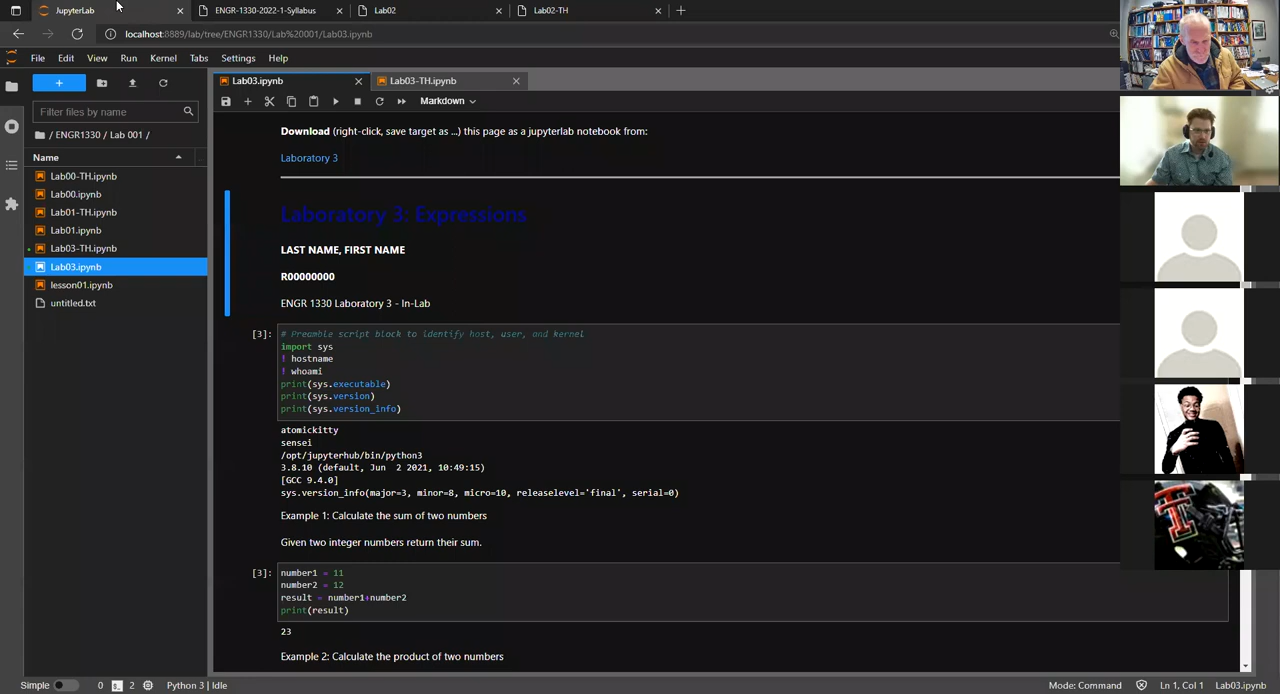 JupyterLab
ENGR-1330-2022-1-Syllabus
Lab02
Lab02-TH
localhost:8889/lab/tree/ENGR1330/Lab%20001/Lab03.ipynb
File Edit View Run Kernel Tabs Settings Help
Lab03.ipynb
Lab03-TH.ipynb
Markdown
Filter files by name
/ ENGR1330 / Lab 001 /
Name
Lab00-TH.ipynb
Lab00.ipynb
Lab01-TH.ipynb
Lab01.ipynb
Lab03-TH.ipynb
Lab03.ipynb
lesson01.ipynb
untitled.txt
Download (right-click, save target as ...) this page as a jupyterlab notebook from:
Laboratory 3
Laboratory 3: Expressions
LAST NAME, FIRST NAME
R00000000
ENGR 1330 Laboratory 3 - In-Lab
[3]:
# Preamble script block to identify host, user, and kernel
import sys
! hostname
! whoami
print(sys.executable)
print(sys.version)
print(sys.version_info)
atomickitty
sensei
/opt/jupyterhub/bin/python3
3.8.10 (default, Jun  2 2021, 10:49:15)
[GCC 9.4.0]
sys.version_info(major=3, minor=8, micro=10, releaselevel='final', serial=0)
Example 1: Calculate the sum of two numbers
Given two integer numbers return their sum.
[3]:
number1 = 11
number2 = 12
result = number1+number2
print(result)
23
Example 2: Calculate the product of two numbers
Simple 0 2 Python 3 | Idle
Mode: Command Ln 1, Col 1 Lab03.ipynb